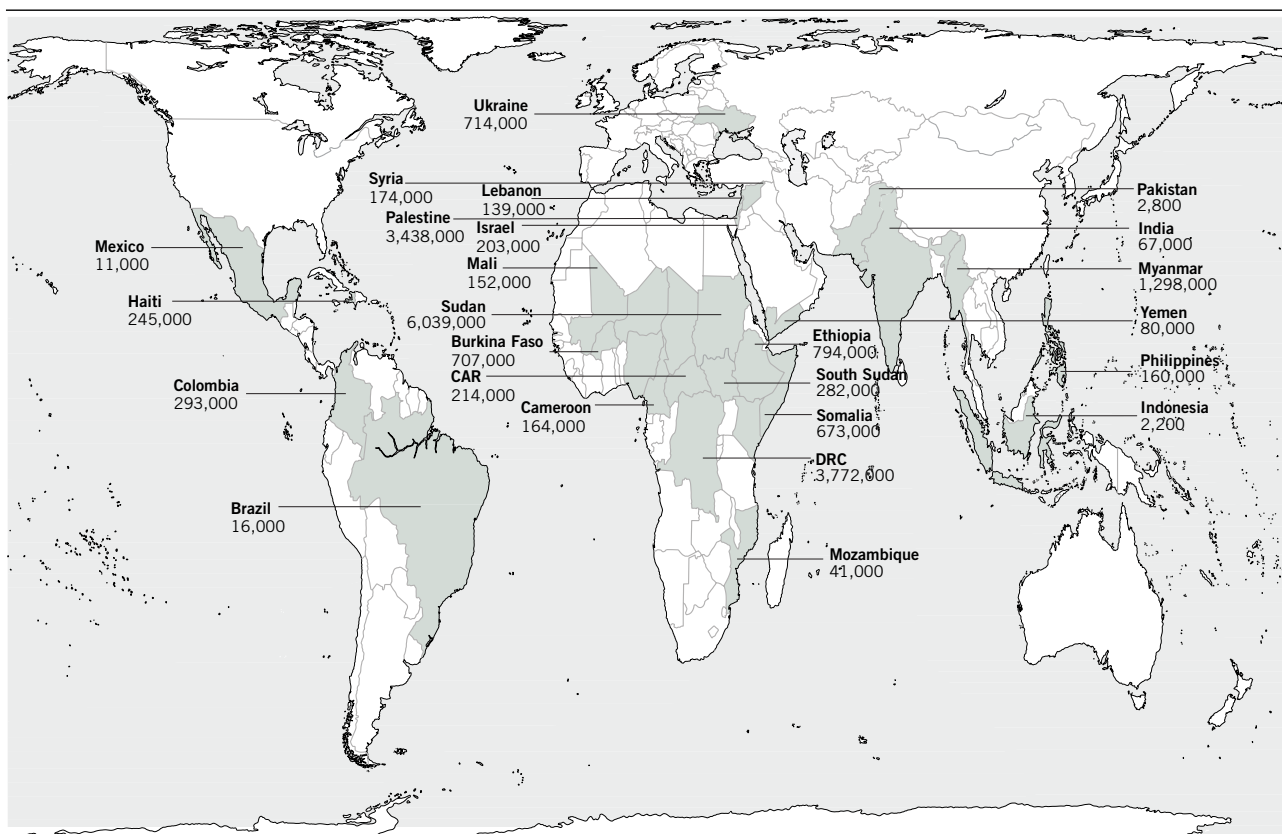 Ukraine
714,000
Syria
174,000
Lebanon
139,000
Palestine
3,438,000
Israel
203,000
Mali
152,000
Pakistan
2,800
India
67,000
Mexico
11,000
Myanmar
1,298,000
Haiti
245,000
Sudan
6,039,000
Yemen
80,000
Burkina Faso
707,000
Ethiopia
794,000
Philippines
160,000
CAR
214,000
South Sudan
282,000
Colombia
293,000
Cameroon
164,000
Somalia
673,000
Indonesia
2,200
DRC
3,772,000
Brazil
16,000
Mozambique
41,000